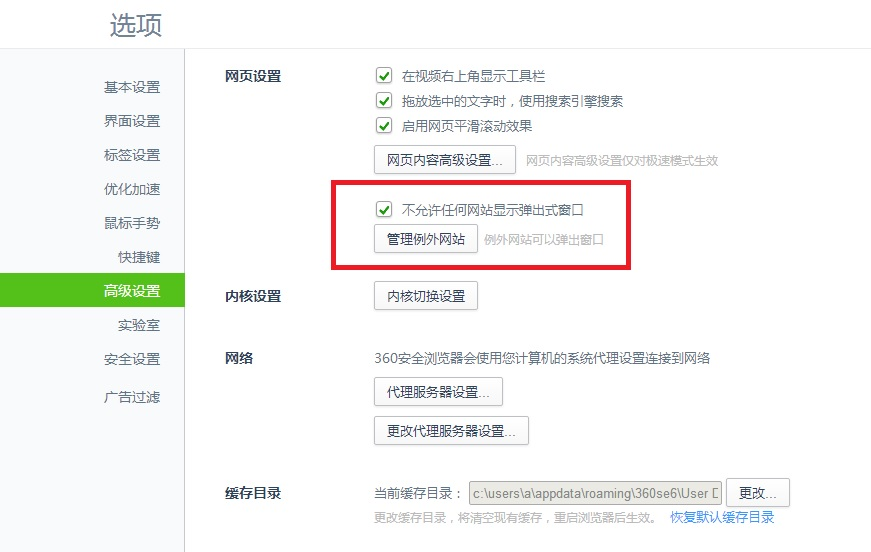 选项
基本设置
界面设置
标签设置
优化加速
鼠标手势
快捷键
高级设置
实验室
安全设置
广告过滤
网页设置
在视频右上角显示工具栏
拖放选中的文字时，使用搜索引擎搜索
启用网页平滑滚动效果
网页内容高级设置... 网页内容高级设置仅对极速模式生效
不允许任何网站显示弹出式窗口
管理例外网站 例外网站可以弹出窗口
内核设置 内核切换设置
网络 360安全浏览器会使用您计算机的系统代理设置连接到网络
代理服务器设置...
更改代理服务器设置...
缓存目录 当前缓存目录： c:\users\a\appdata\roaming\360se6\User D 更改...
更改缓存目录，将清空现有缓存，重启浏览器后生效。 恢复默认缓存目录